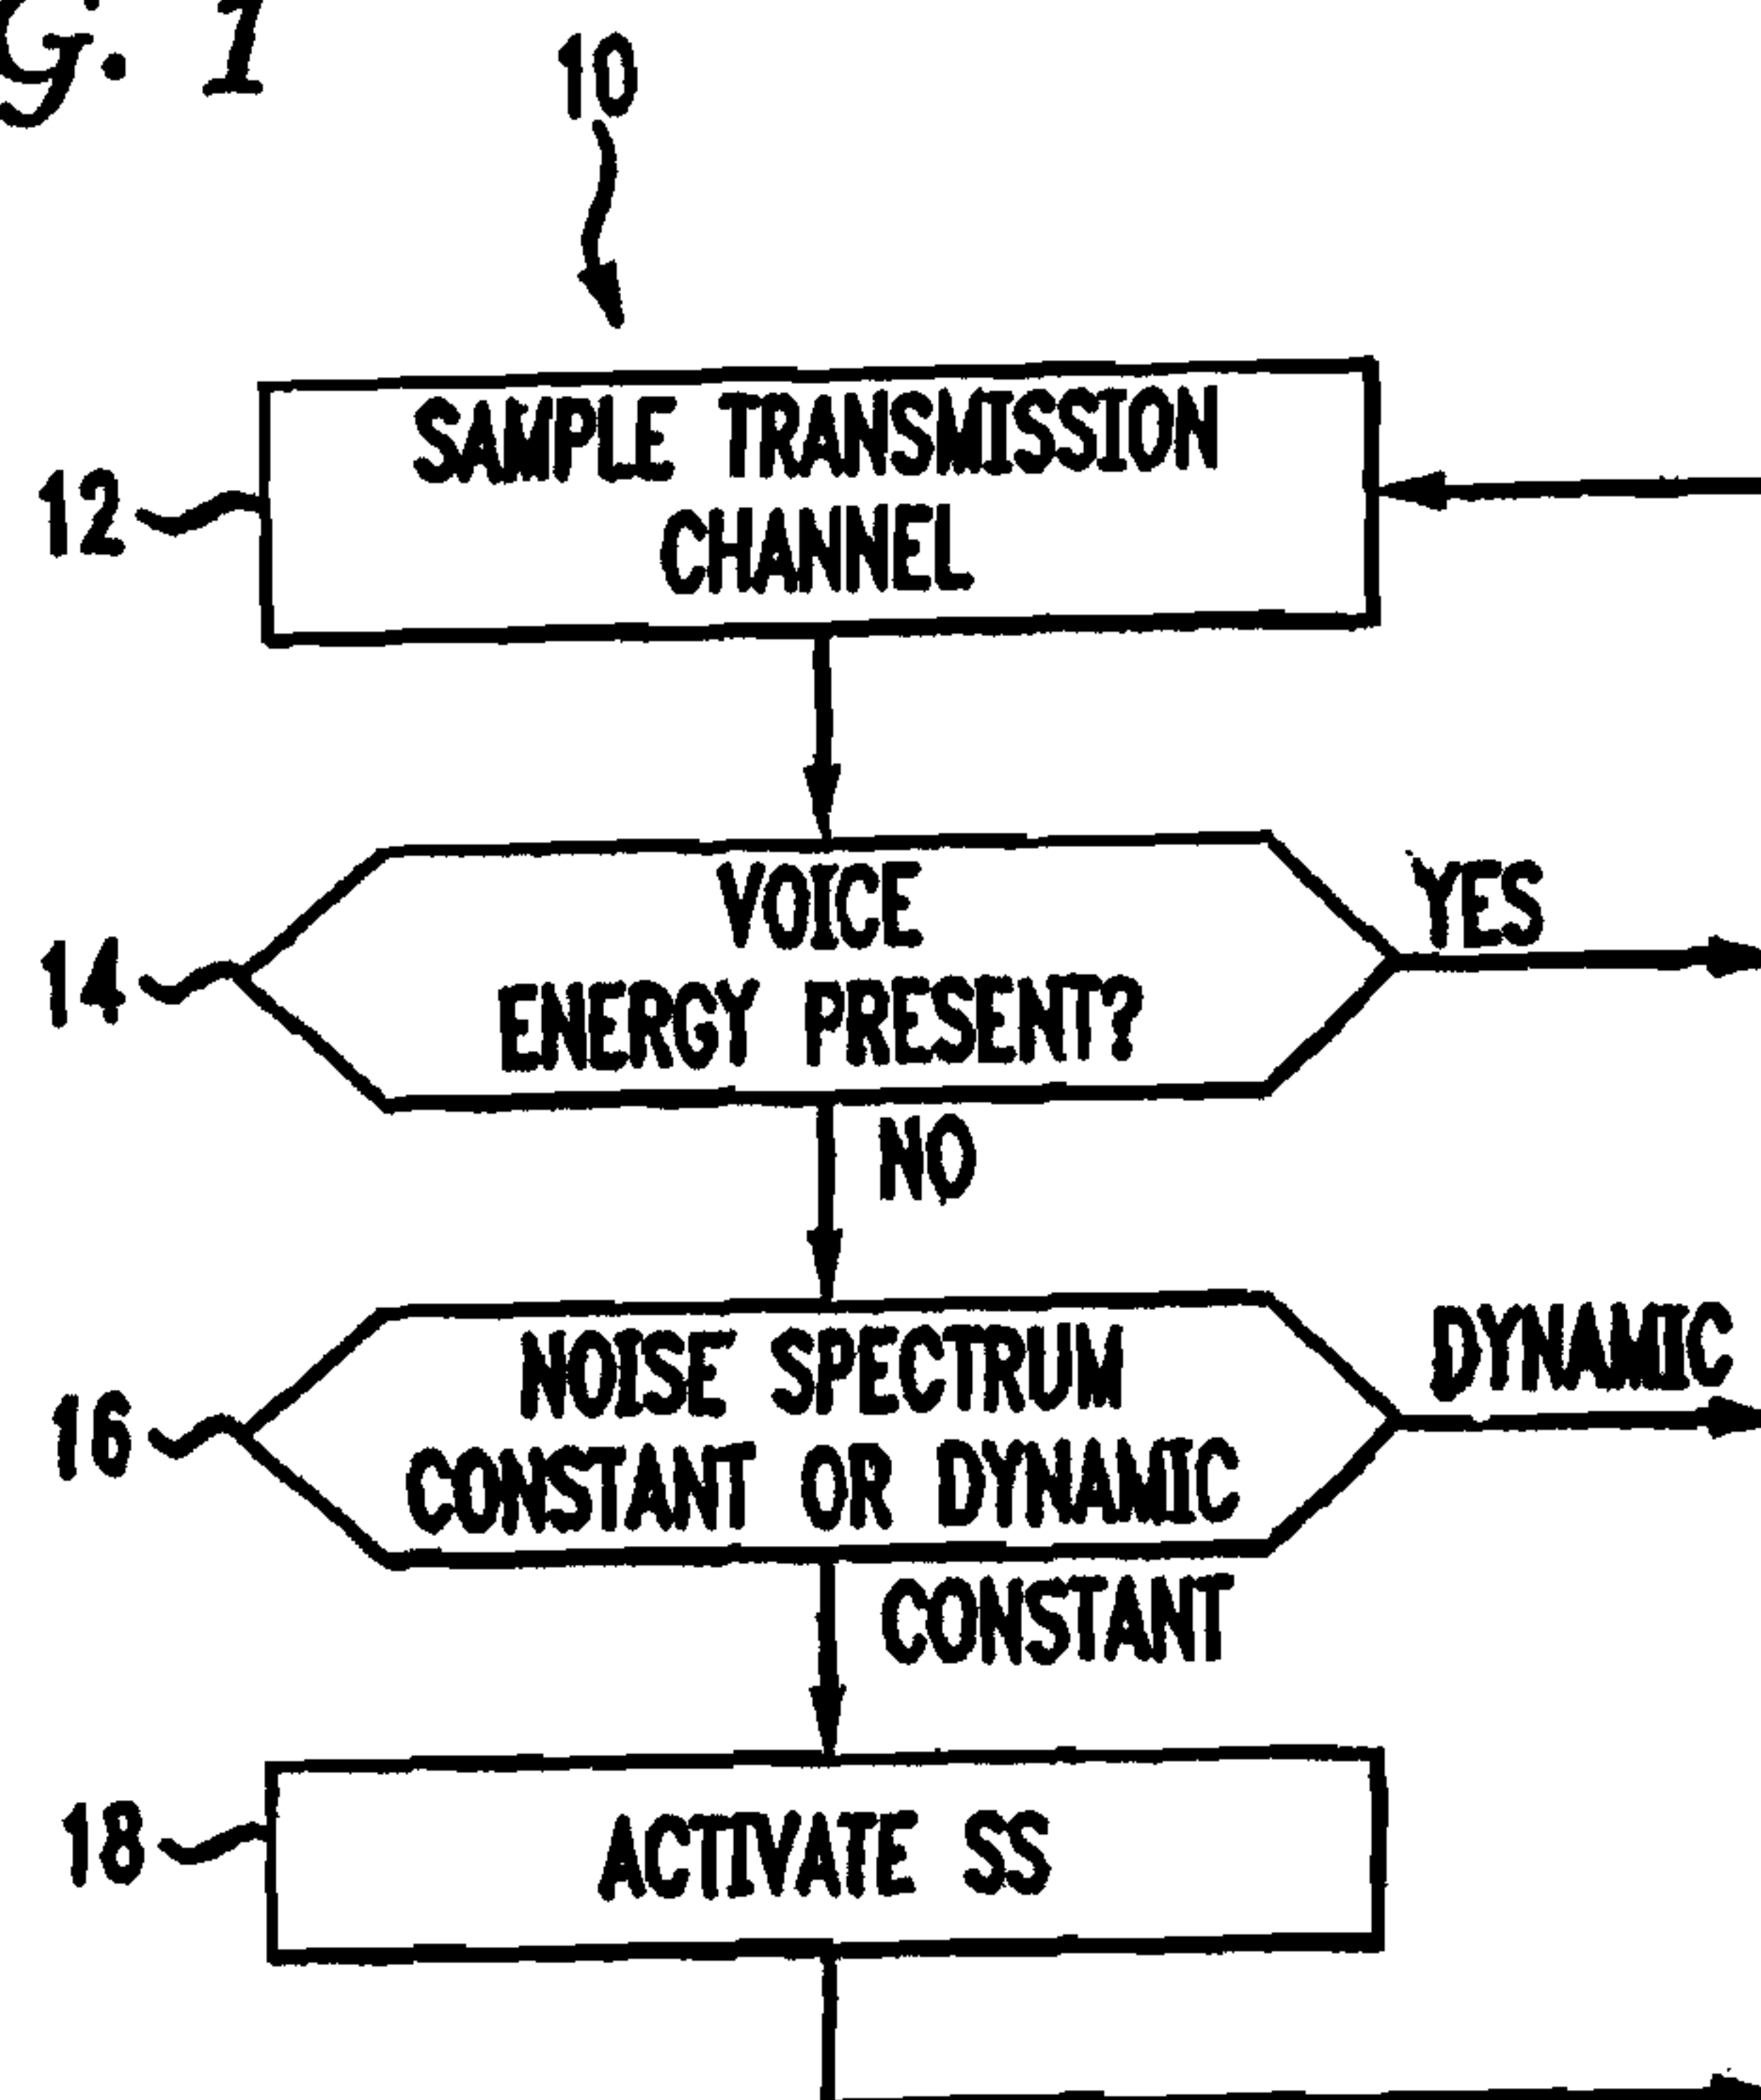 G. 1
10
SAMPLE TRANSMISSION
CHANNEL
12
VOICE
ENERGY PRESENT?
14
YES
NO
NOISE SPECTRUM
CONSTANT OR DYNAMIC
16
DYNAMIC
CONSTANT
ACTIVATE SS
18